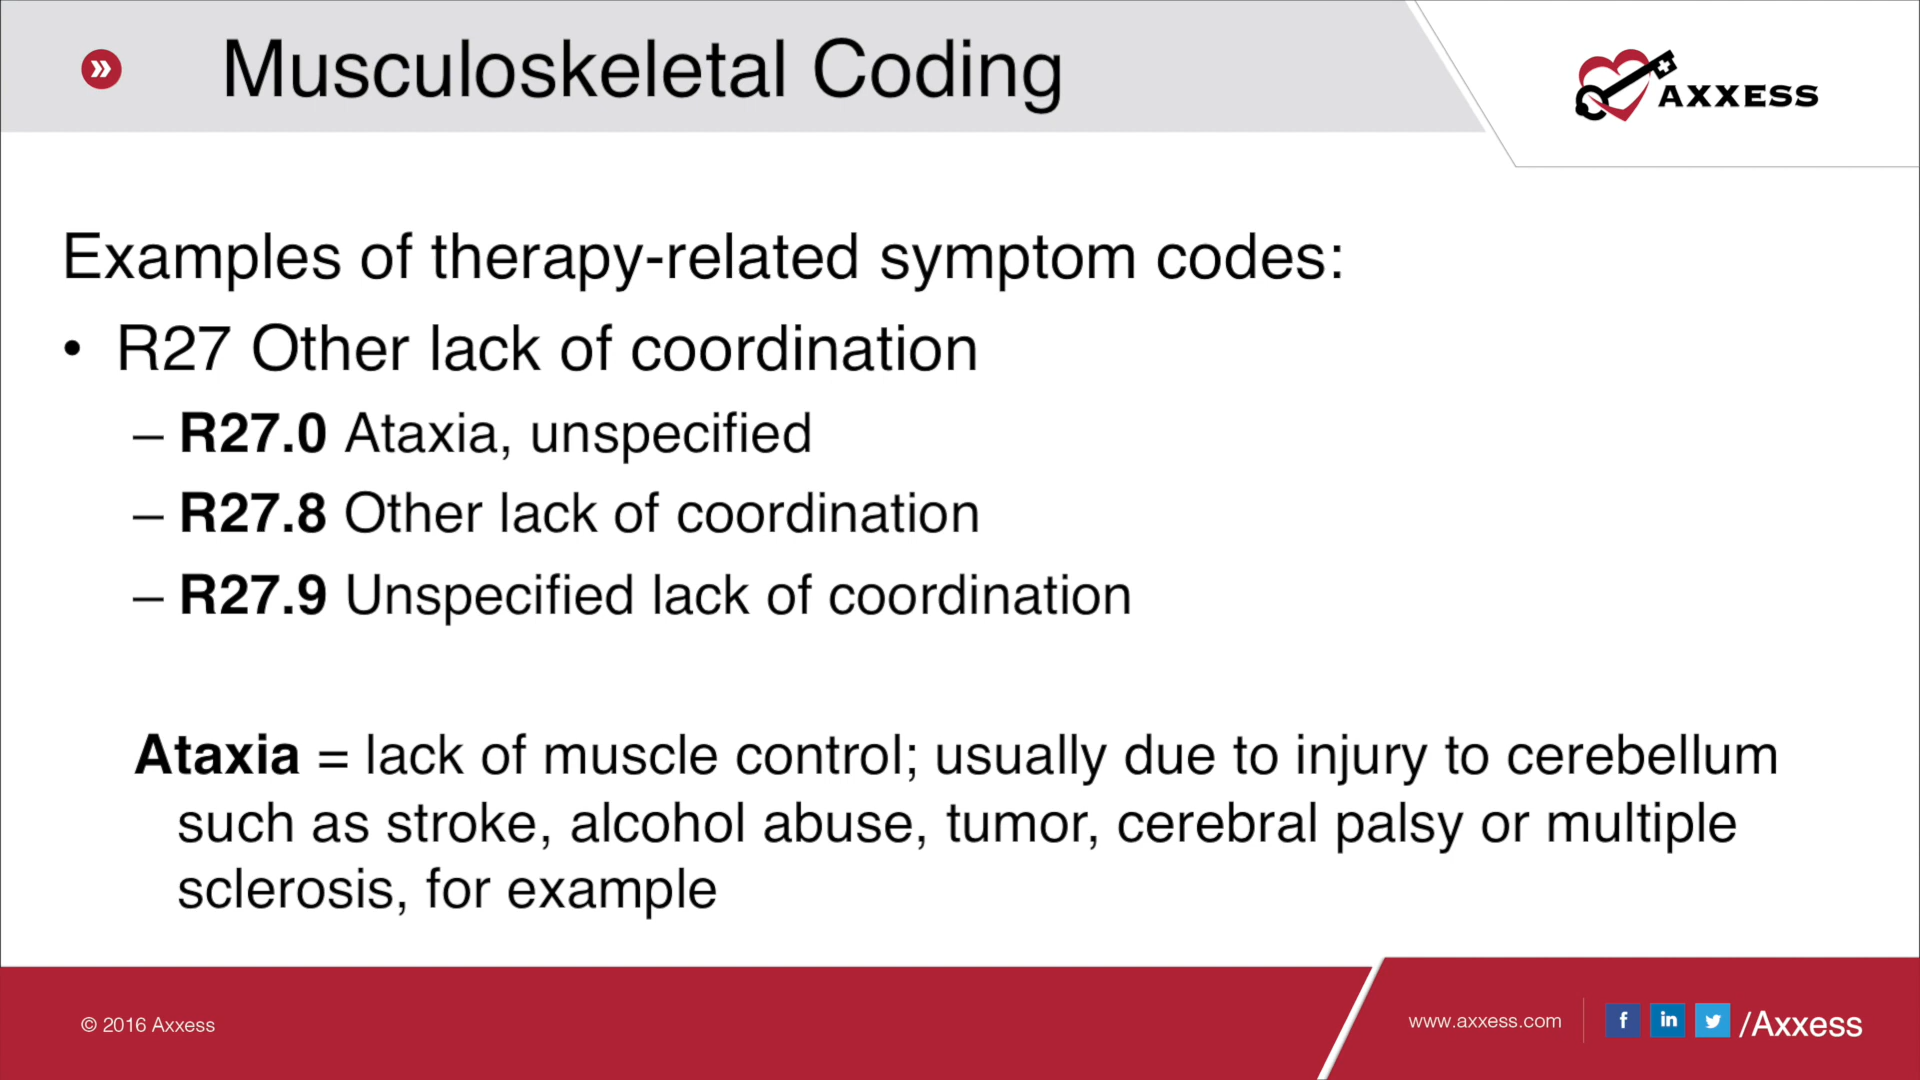 Musculoskeletal Coding
AXXESS
Examples of therapy-related symptom codes:
• R27 Other lack of coordination
– R27.0 Ataxia, unspecified
– R27.8 Other lack of coordination
– R27.9 Unspecified lack of coordination
Ataxia = lack of muscle control; usually due to injury to cerebellum
such as stroke, alcohol abuse, tumor, cerebral palsy or multiple
sclerosis, for example
© 2016 Axxess
www.axxess.com f in /Axxess